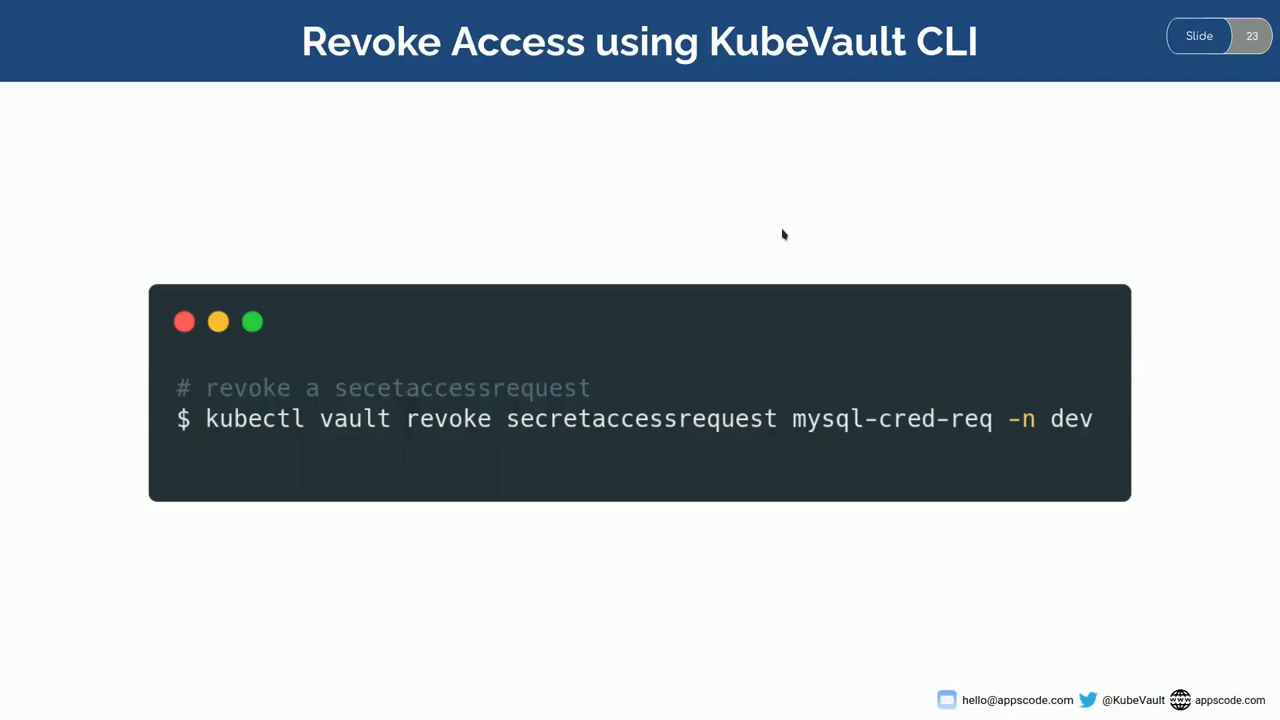 Revoke Access using KubeVault CLI
Slide 23
# revoke a secetaccessrequest
$ kubectl vault revoke secretaccessrequest mysql-cred-req -n dev
hello@appscode.com @KubeVault appscode.com